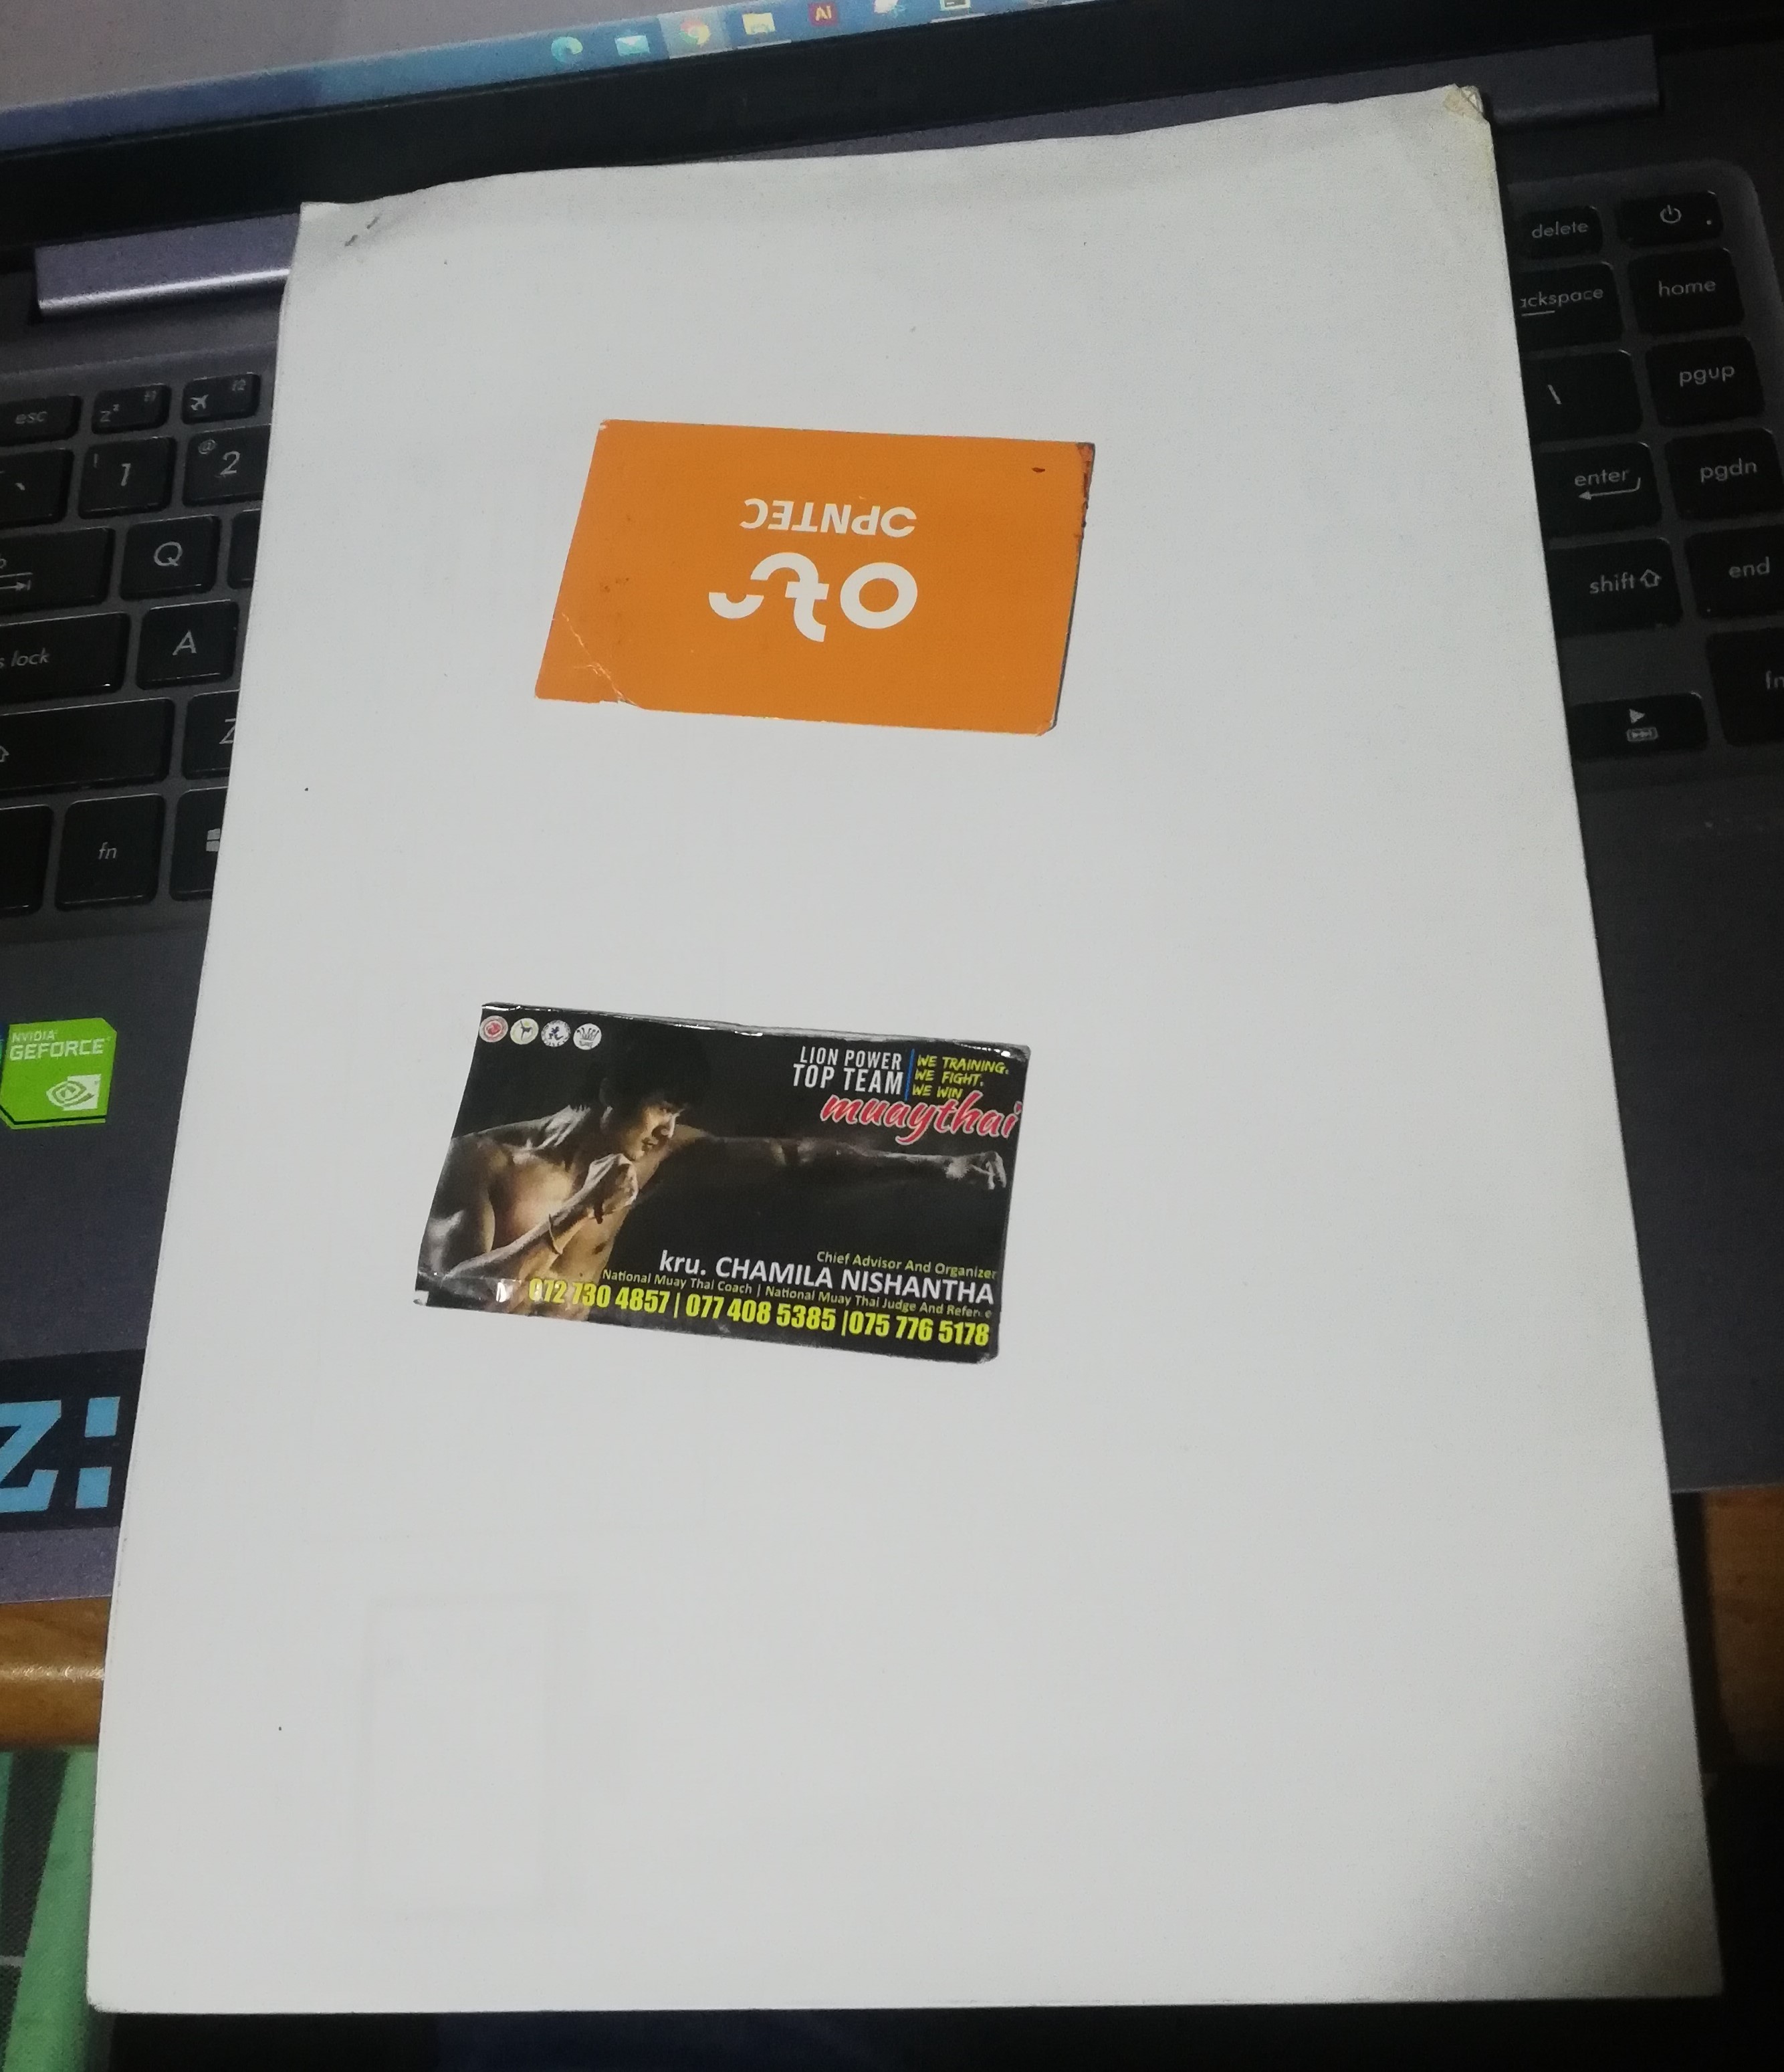 OPNTEC
LION POWER
TOP TEAM
WE TRAINING.
WE FIGHT.
WE WIN
muaythai
Chief Advisor And Organizer
kru. CHAMILA NISHANTHA
National Muay Thai Coach | National Muay Thai Judge And
072 730 4857 | 077 408 5385 | 075 776 5178
home
pgup
pgdn
end
fn
delete
ackspace
\
enter
shift
esc
1
2
Q
A
Z
fn
s lock
NVIDIA
GEFORCE
Ai